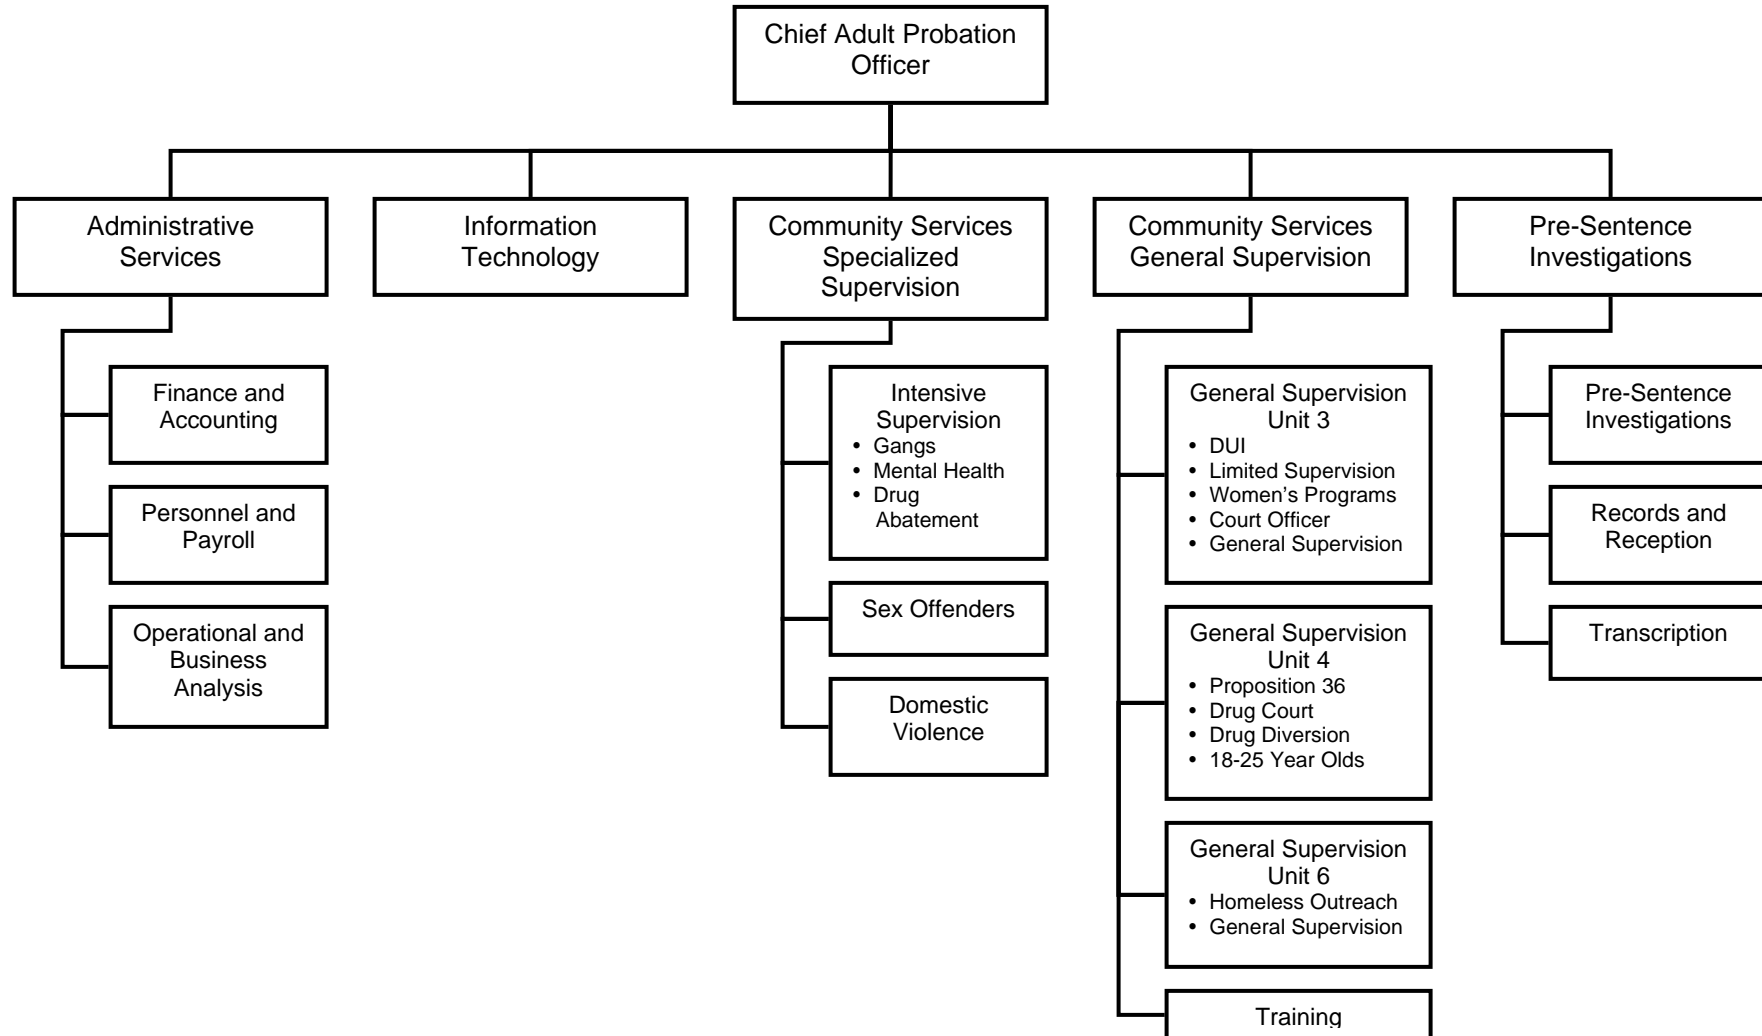 Chief Adult Probation
Officer
Administrative
Services
Information
Technology
Community Services
Specialized
Supervision
Community Services
General Supervision
Pre-Sentence
Investigations
Finance and
Accounting
Personnel and
Payroll
Operational and
Business
Analysis
Intensive
Supervision
• Gangs
• Mental Health
• Drug
Abatement
Sex Offenders
Domestic
Violence
General Supervision
Unit 3
• DUI
• Limited Supervision
• Women’s Programs
• Court Officer
• General Supervision
General Supervision
Unit 4
• Proposition 36
• Drug Court
• Drug Diversion
• 18-25 Year Olds
General Supervision
Unit 6
• Homeless Outreach
• General Supervision
Training
Pre-Sentence
Investigations
Records and
Reception
Transcription